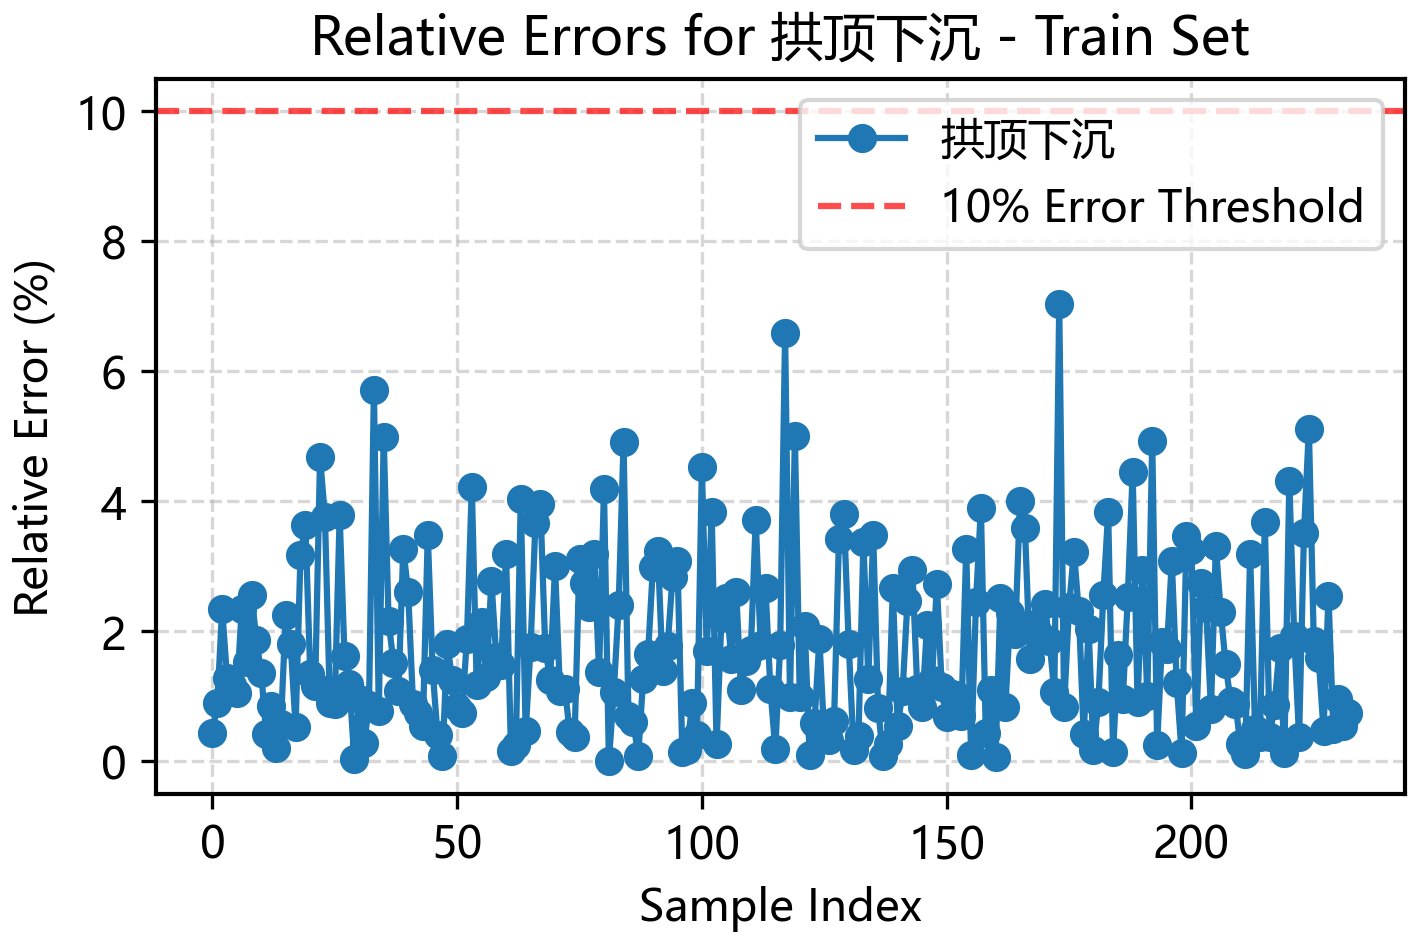 Relative Errors for 拱顶下沉 - Train Set
10
8
6
4
2
0
Relative Error (%)
拱顶下沉
10% Error Threshold
0 50 100 150 200
Sample Index